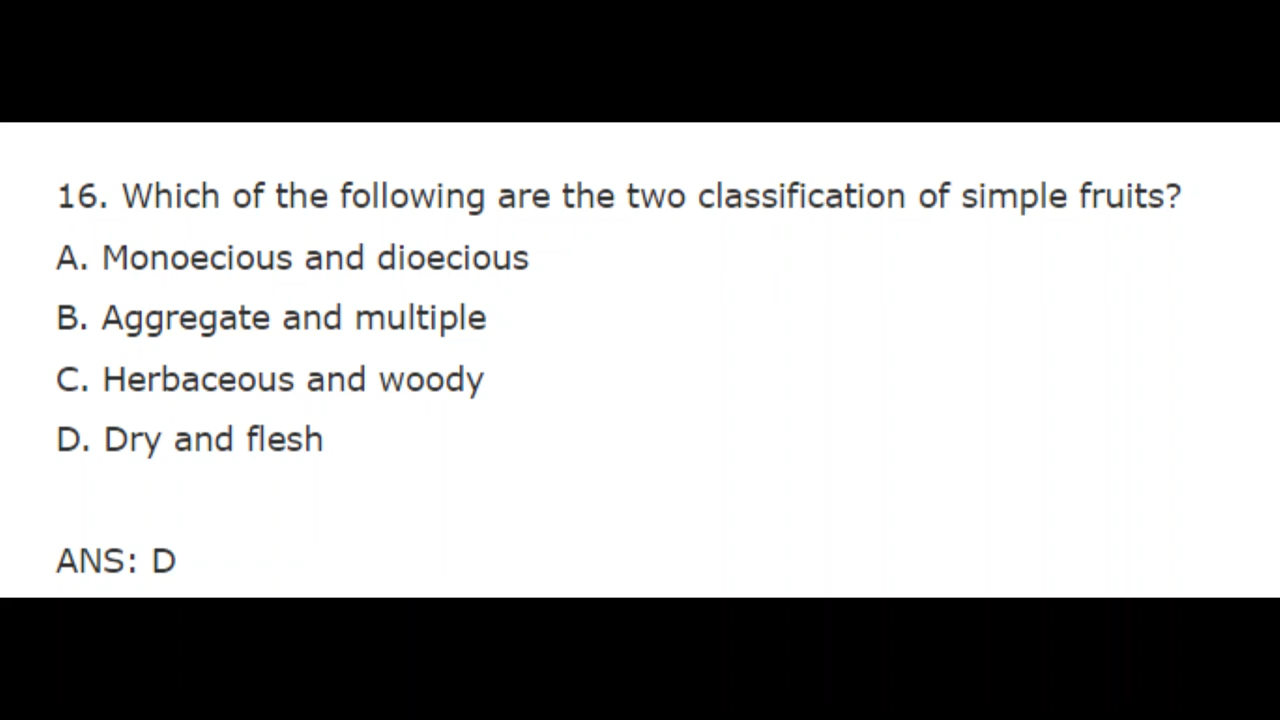 16. Which of the following are the two classification of simple fruits?
A. Monoecious and dioecious
B. Aggregate and multiple
C. Herbaceous and woody
D. Dry and flesh
ANS: D